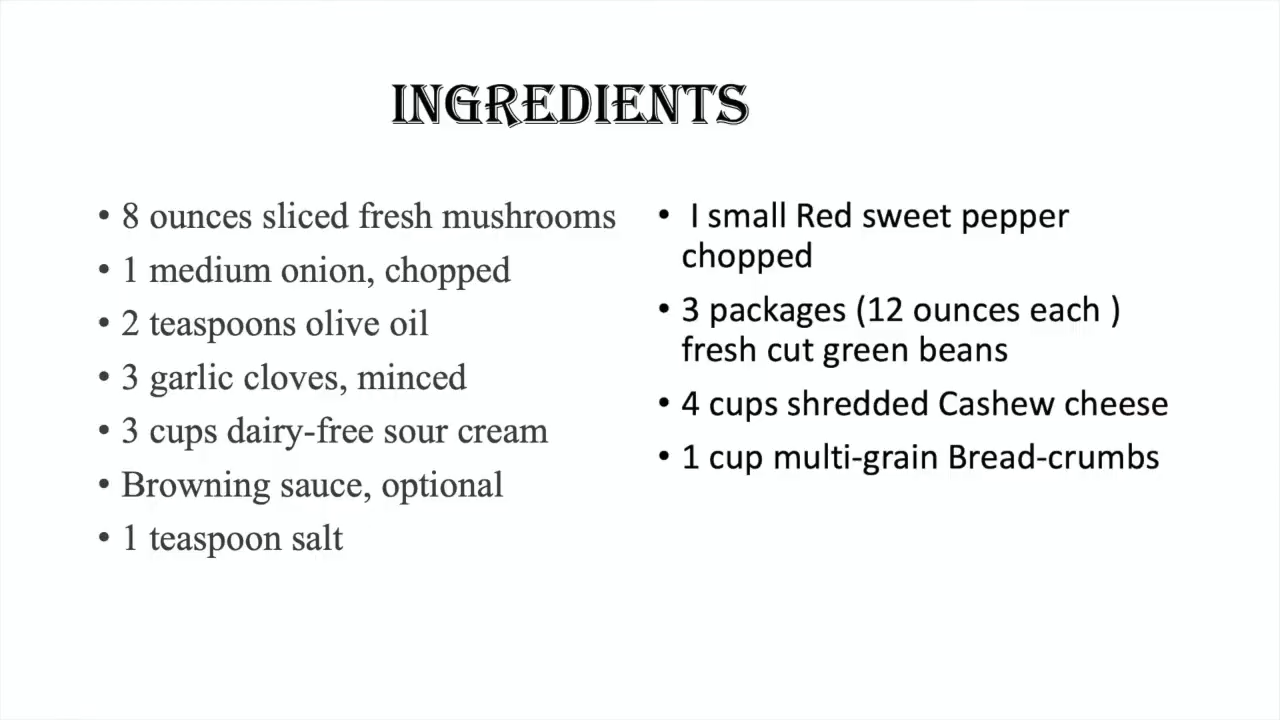 INGREDIENTS
• 8 ounces sliced fresh mushrooms
• 1 medium onion, chopped
• 2 teaspoons olive oil
• 3 garlic cloves, minced
• 3 cups dairy-free sour cream
• Browning sauce, optional
• 1 teaspoon salt
• I small Red sweet pepper
chopped
• 3 packages (12 ounces each )
fresh cut green beans
• 4 cups shredded Cashew cheese
• 1 cup multi-grain Bread-crumbs